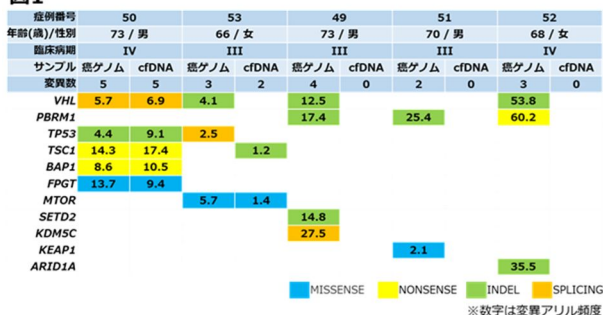 症例番号 50 53 49 51 52
年齢(歳)/性別 73 / 男 66 / 女 73 / 男 70 / 男 68 / 女
臨床病期 IV III III III IV
サンプル 癌ゲノム cfDNA 癌ゲノム cfDNA 癌ゲノム cfDNA 癌ゲノム cfDNA 癌ゲノム cfDNA
変異数 5 5 3 2 4 0 2 0 3 0
VHL 5.7 6.9 4.1 12.5 53.8
PBRM1 17.4 25.4 60.2
TP53 4.4 9.1 2.5
TSC1 14.3 17.4 1.2
BAP1 8.6 10.5
FPGT 13.7 9.4
MTOR 5.7 1.4
SETD2 14.8
KDM5C 27.5
KEAP1 2.1
ARID1A 35.5
MISSENSE NONSENSE INDEL SPLICING
※数字は変異アリル頻度